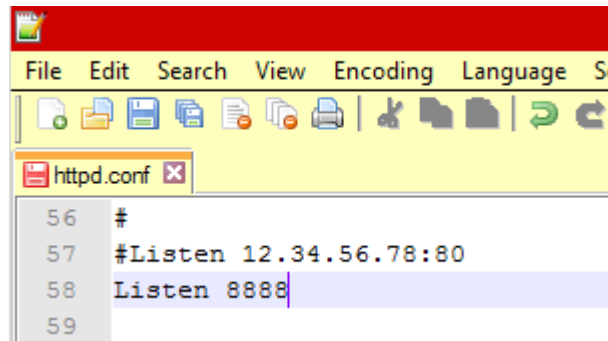 File Edit Search View Encoding Language
httpd.conf
56 #
57 #Listen 12.34.56.78:80
58 Listen 8888
59